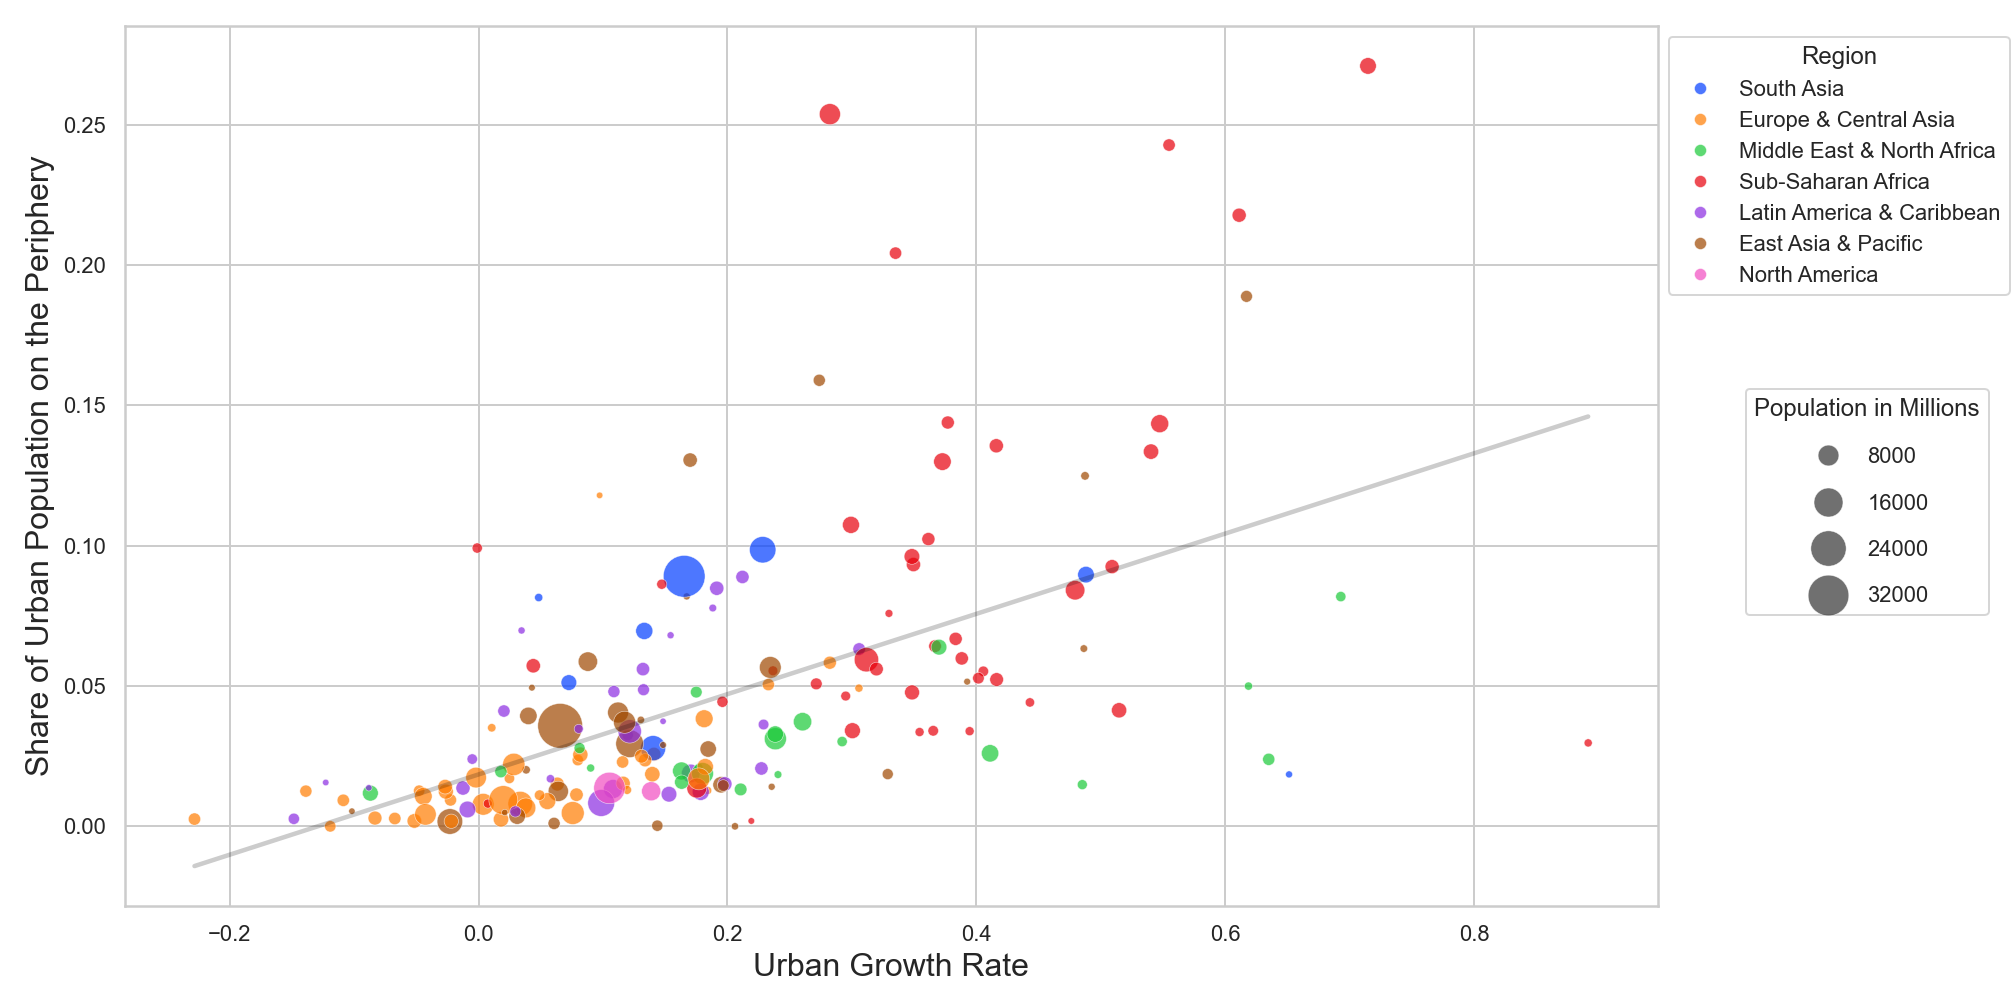 Share of Urban Population on the Periphery
0.25
0.20
0.15
0.10
0.05
0.00
−0.2
0.0
0.2
0.4
0.6
0.8
Urban Growth Rate
Region
South Asia
Europe & Central Asia
Middle East & North Africa
Sub-Saharan Africa
Latin America & Caribbean
East Asia & Pacific
North America
Population in Millions
8000
16000
24000
32000